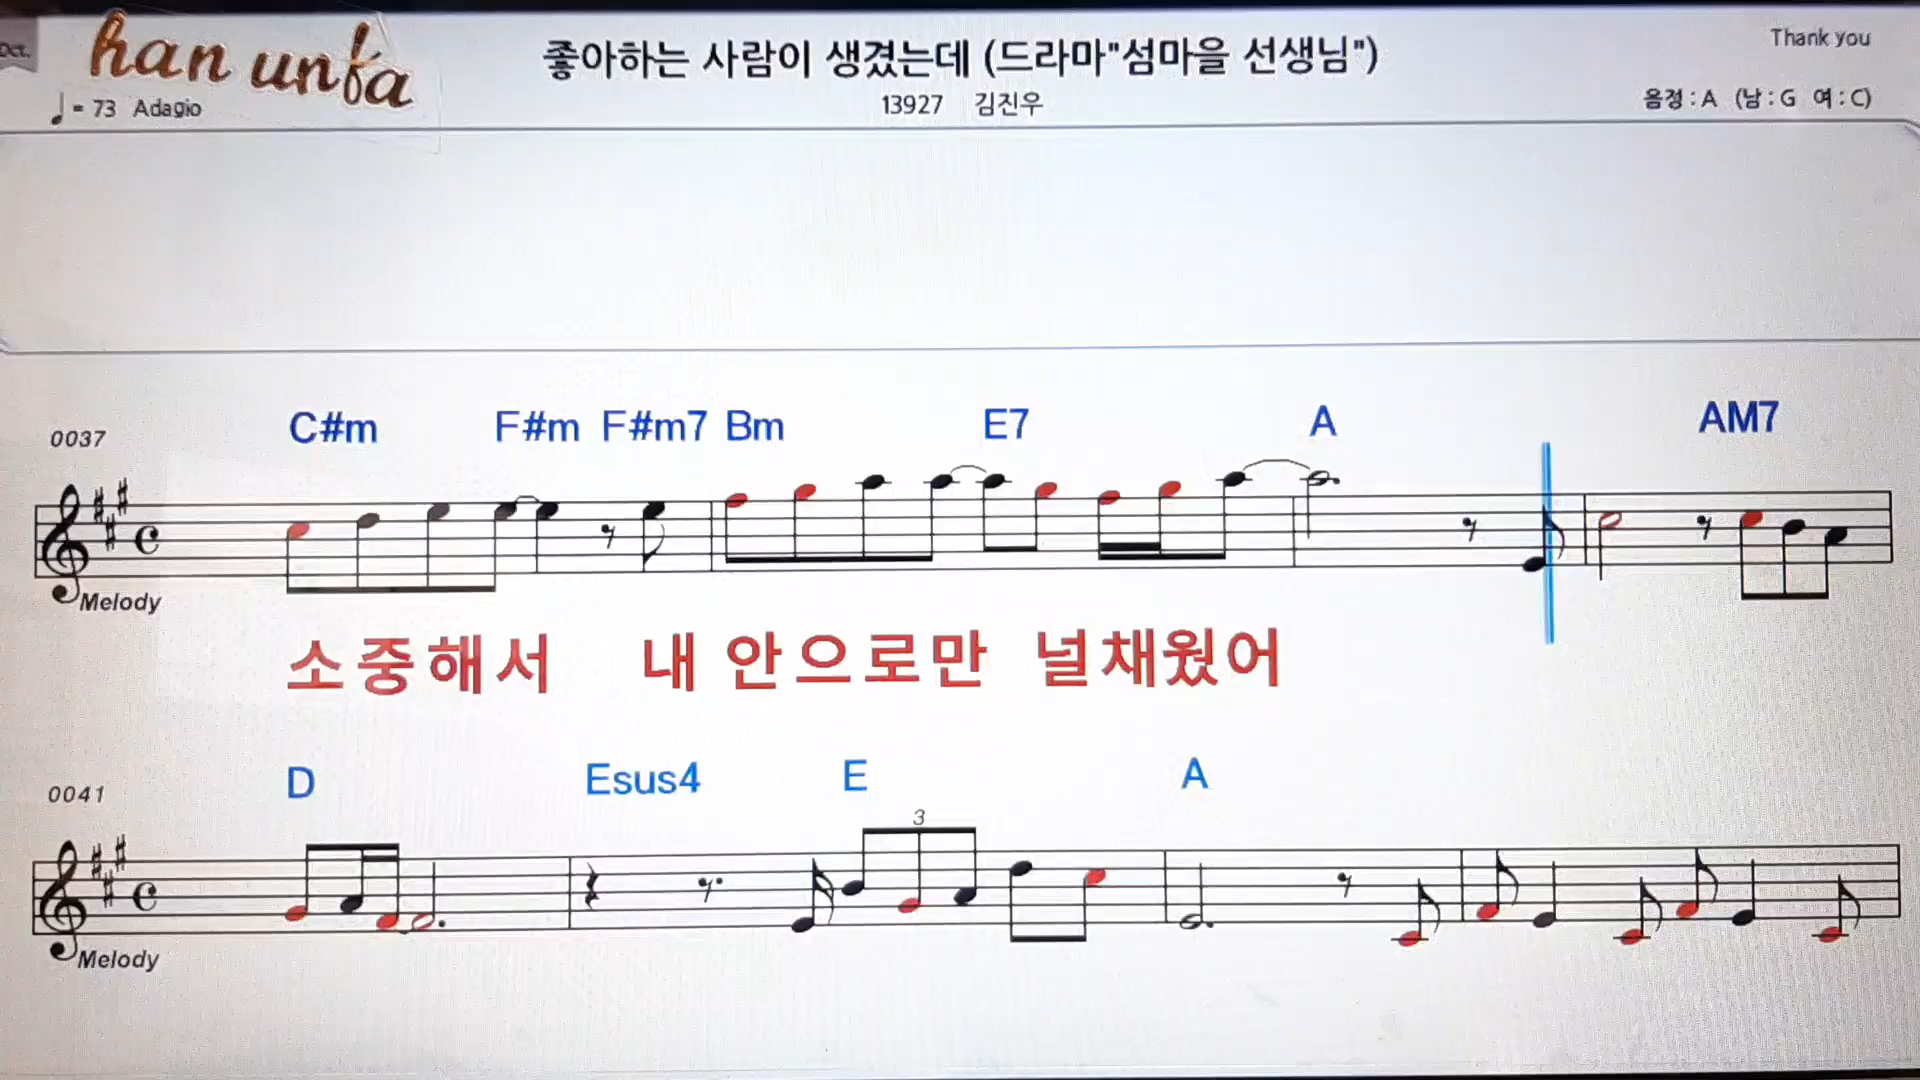 Oct.
han unfa
좋아하는 사람이 생겼는데 (드라마"섬마을 선생님")
Thank you
♩ = 73 Adagio
13927 김진우
음정 : A (남 : G 여 : C)
0037
C#m F#m F#m7 Bm E7 A AM7
Melody
소중해서 내 안으로만 널채웠어
0041
D Esus4 E A
3
Melody